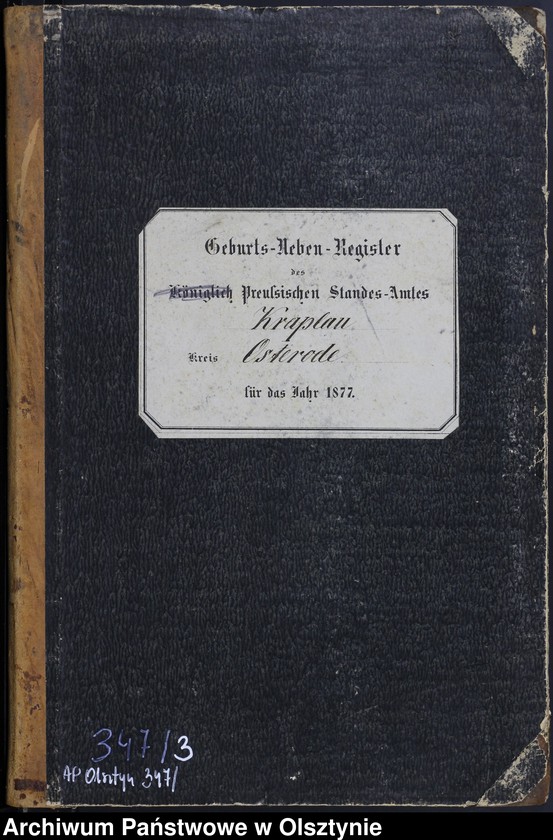 Geburts-Neben-Register
des
Königlich Preußischen Standes-Amtes
Kraplau
Kreis Osterode.
für das Jahr 1877.
347/3
AP Olsztyn 347/
Archiwum Państwowe w Olsztynie